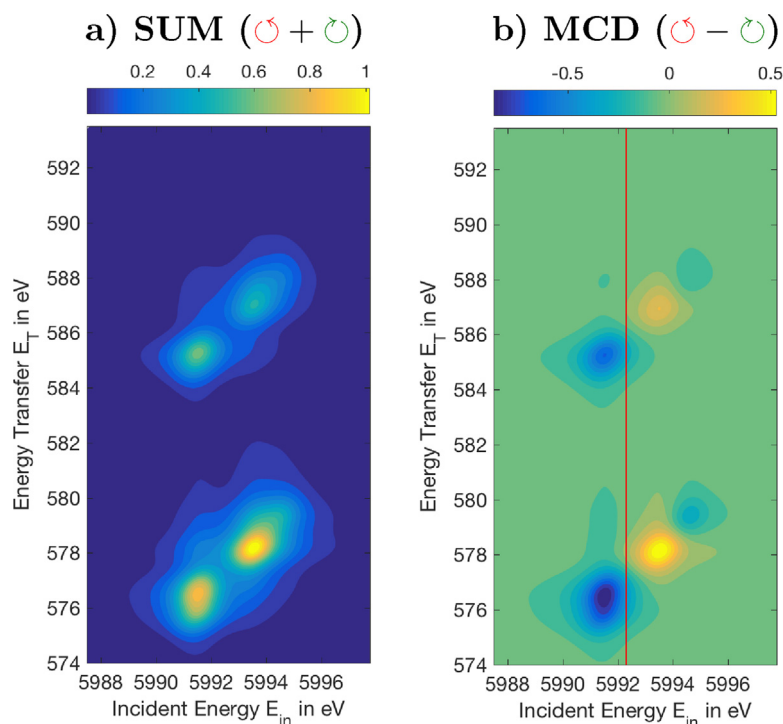 a) SUM (↺ + ↻)
b) MCD (↺ − ↻)
0.2 0.4 0.6 0.8 1
-0.5 0 0.5
592
590
588
586
584
582
580
578
576
574
Energy Transfer E_T in eV
5988 5990 5992 5994 5996
Incident Energy E_in in eV
592
590
588
586
584
582
580
578
576
574
Energy Transfer E_T in eV
5988 5990 5992 5994 5996
Incident Energy E_in in eV